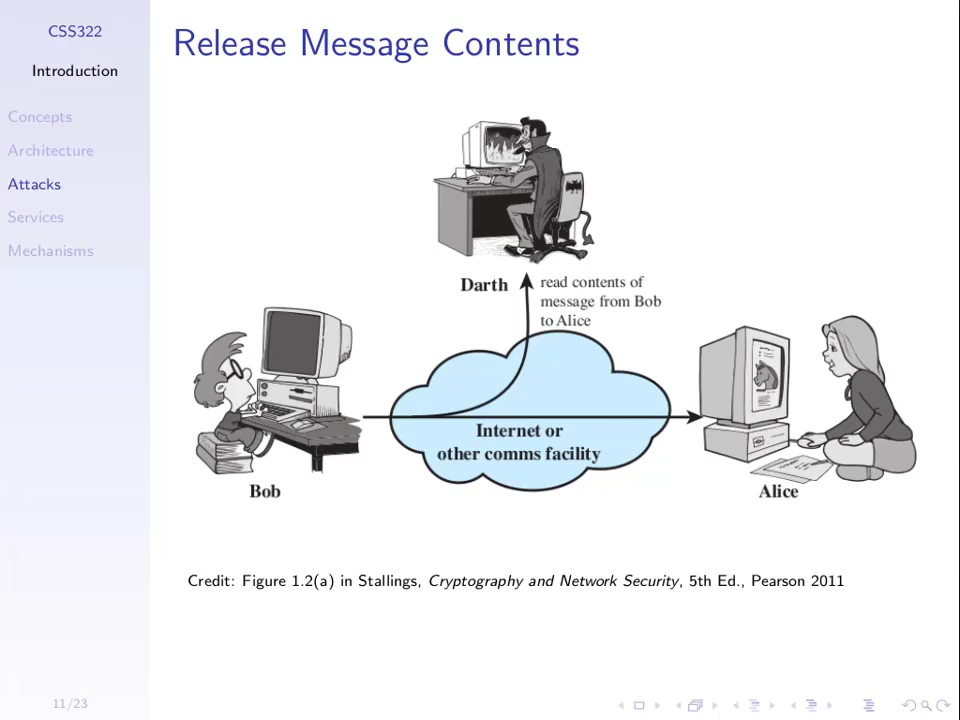 CSS322
Introduction
Concepts
Architecture
Attacks
Services
Mechanisms
Release Message Contents
Darth
read contents of
message from Bob
to Alice
Internet or
other comms facility
Bob
Alice
Credit: Figure 1.2(a) in Stallings, Cryptography and Network Security, 5th Ed., Pearson 2011
11/23